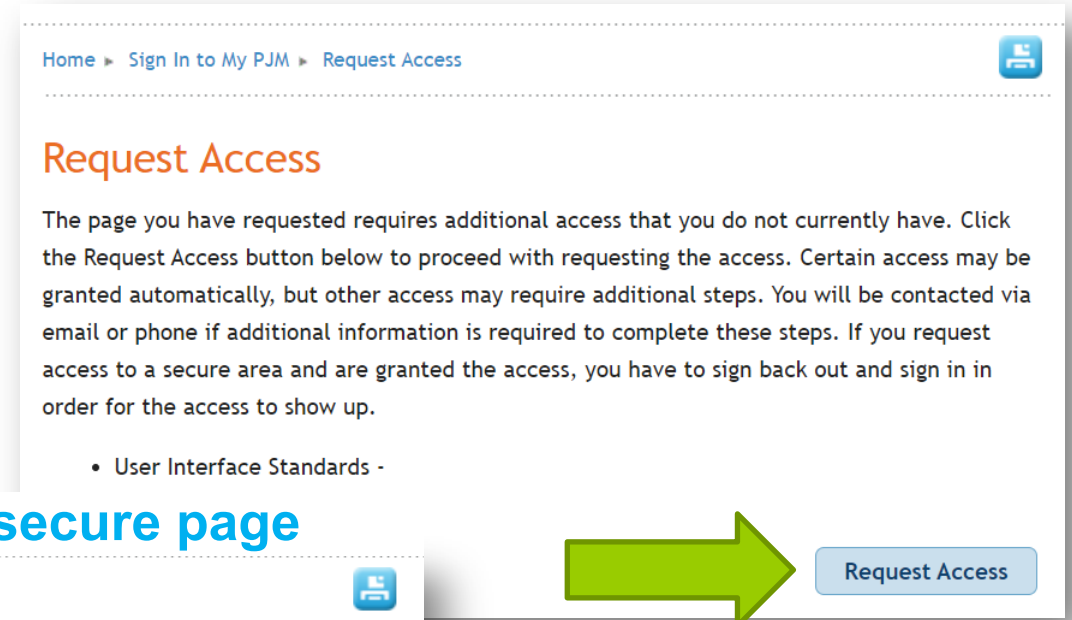 Home ▸ Sign In to My PJM ▸ Request Access
Request Access
The page you have requested requires additional access that you do not currently have. Click
the Request Access button below to proceed with requesting the access. Certain access may be
granted automatically, but other access may require additional steps. You will be contacted via
email or phone if additional information is required to complete these steps. If you request
access to a secure area and are granted the access, you have to sign back out and sign in in
order for the access to show up.
• User Interface Standards -
secure page
Request Access